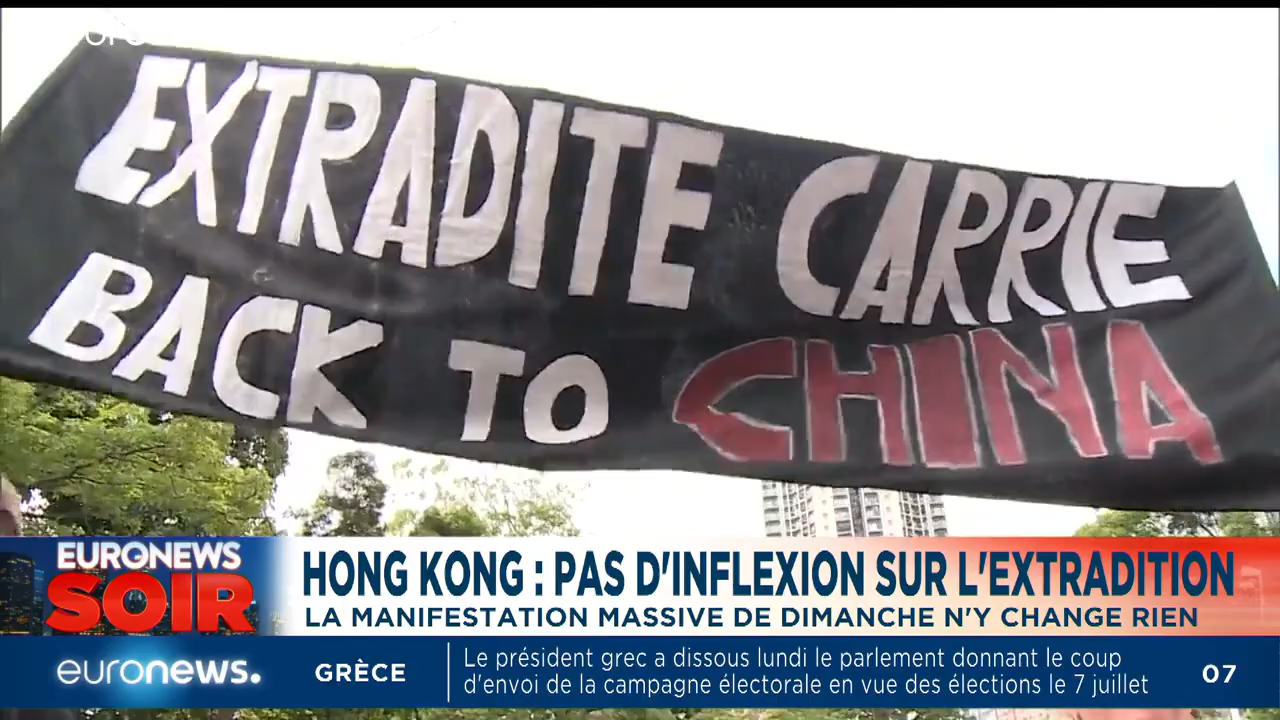 EXTRADITE CARRIE
BACK TO CHINA
EURONEWS
SOIR
HONG KONG : PAS D'INFLEXION SUR L'EXTRADITION
LA MANIFESTATION MASSIVE DE DIMANCHE N'Y CHANGE RIEN
euronews.
GRÈCE
Le président grec a dissous lundi le parlement donnant le coup
d'envoi de la campagne électorale en vue des élections le 7 juillet
07